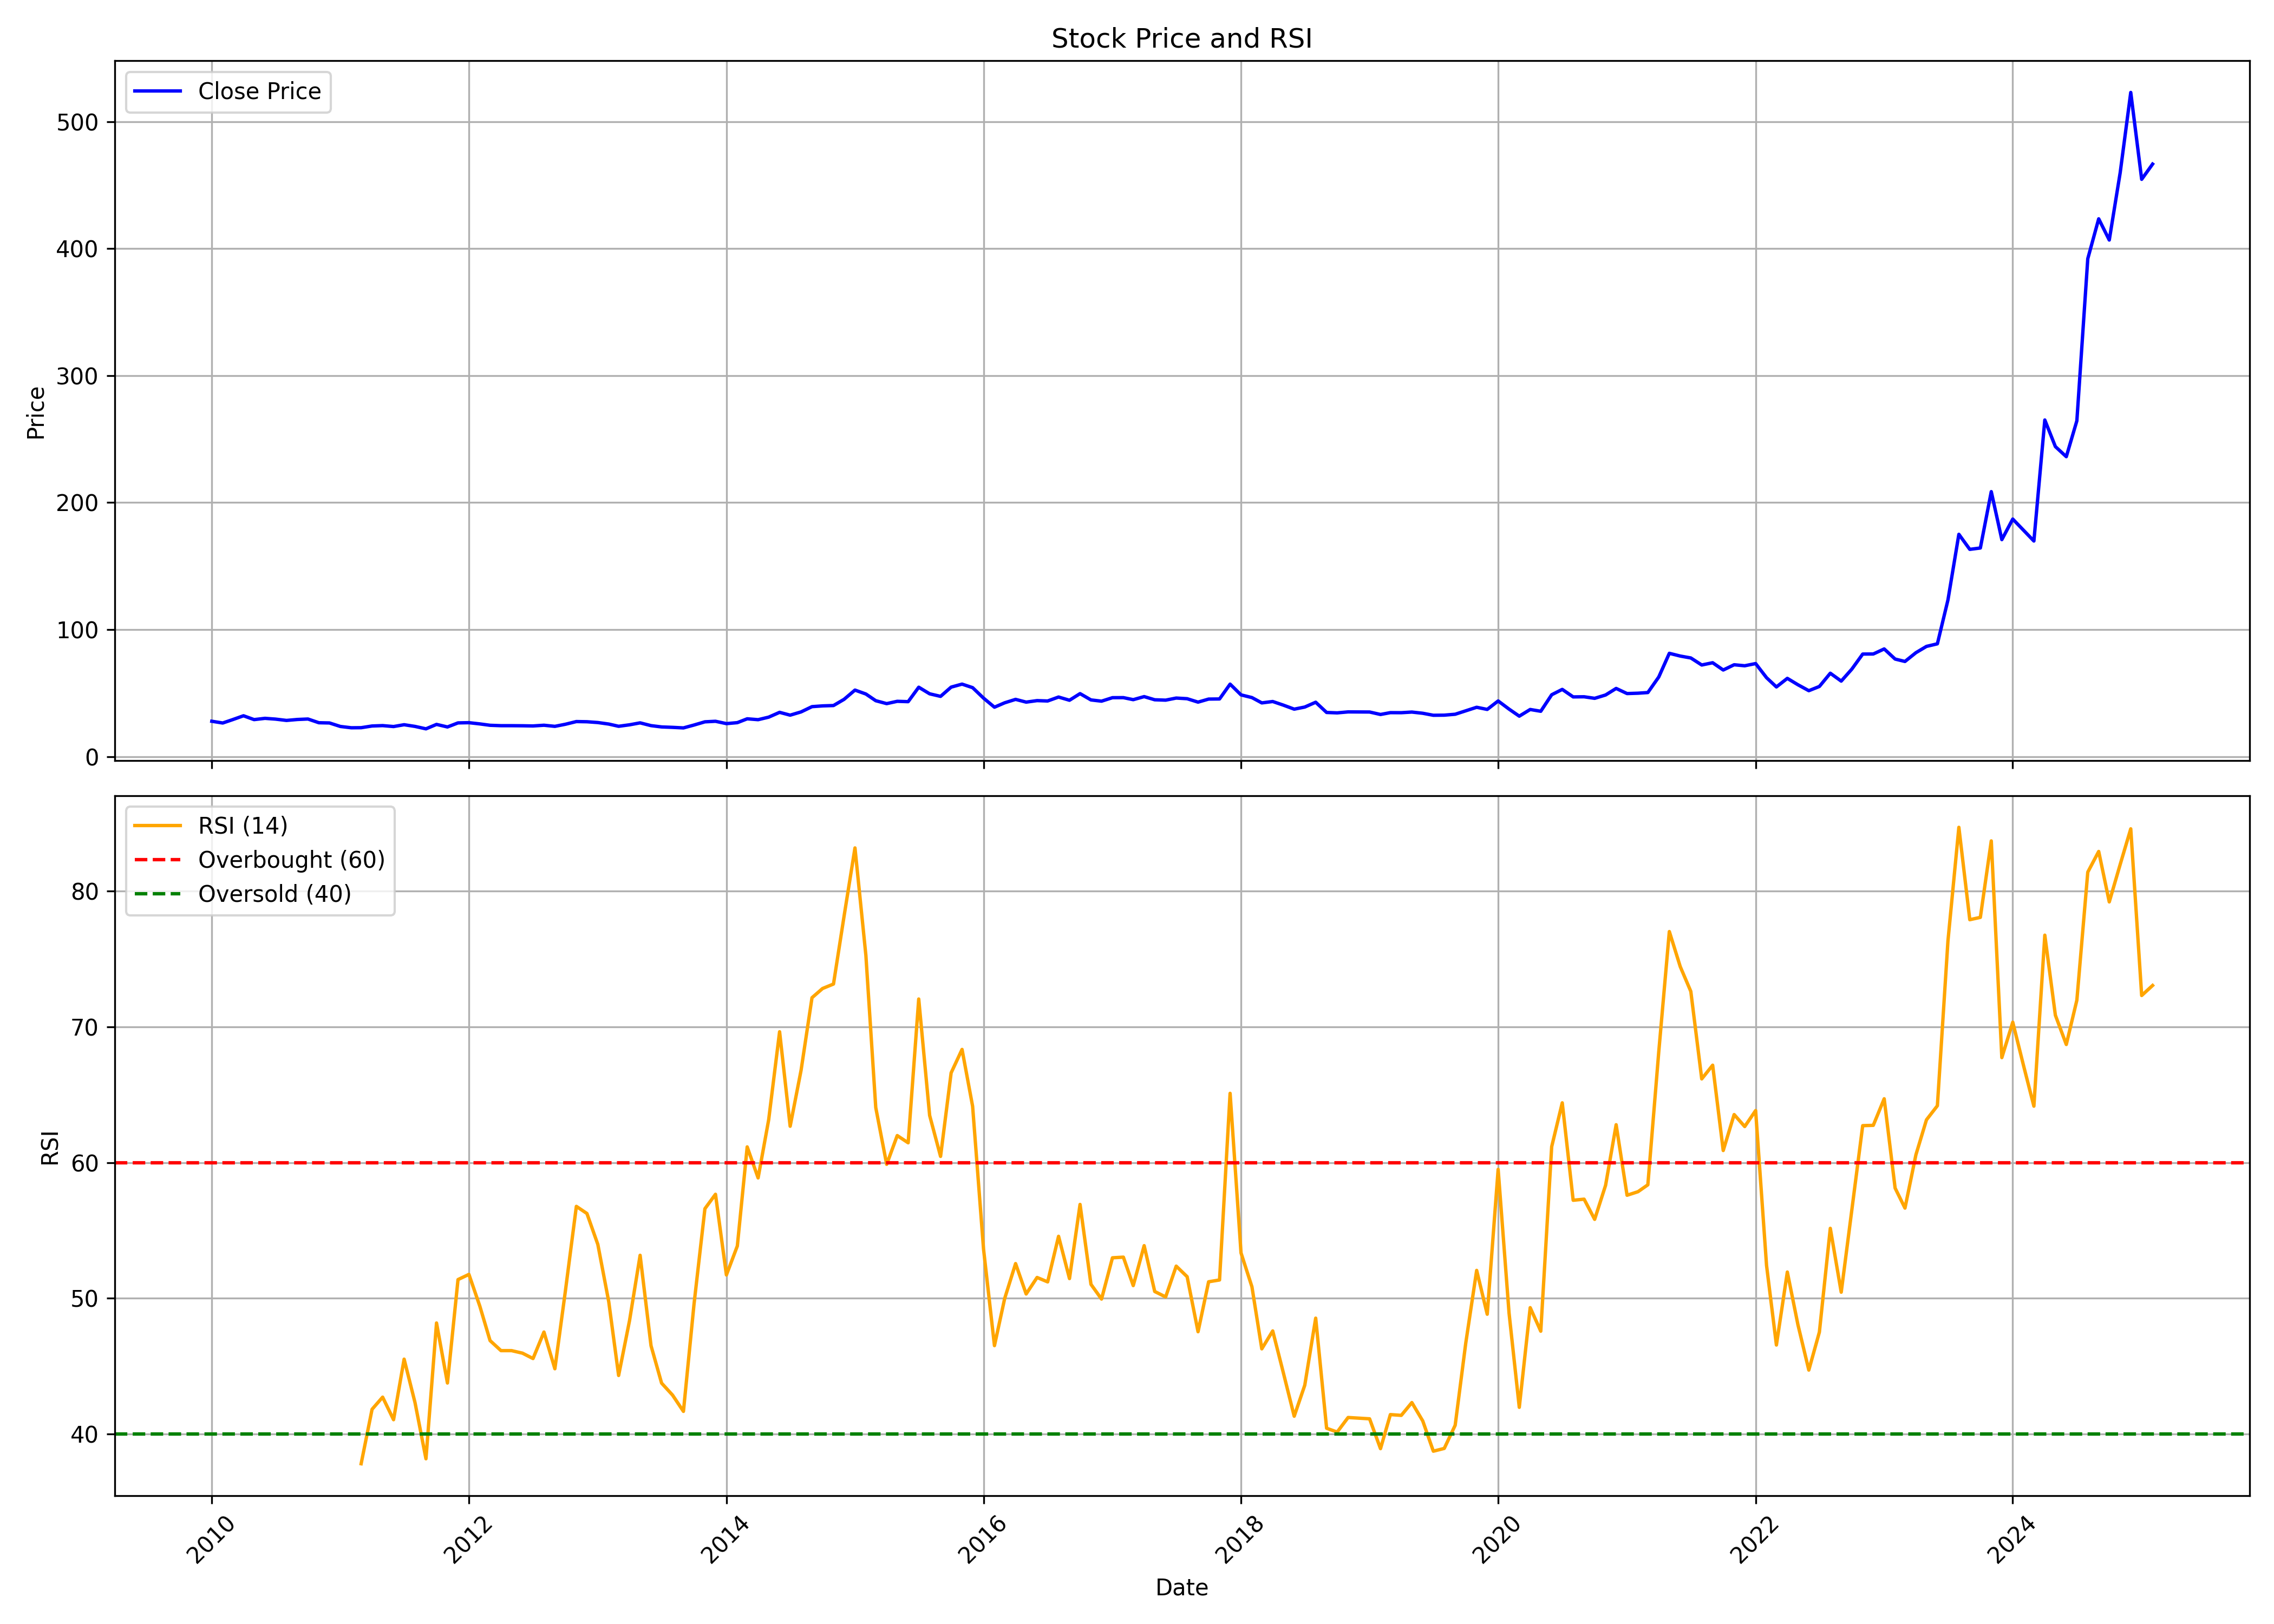 Stock Price and RSI
Close Price
500
400
300
200
100
0
Price
RSI (14)
Overbought (60)
Oversold (40)
80
70
60
50
40
RSI
2010
2012
2014
2016
2018
2020
2022
2024
Date